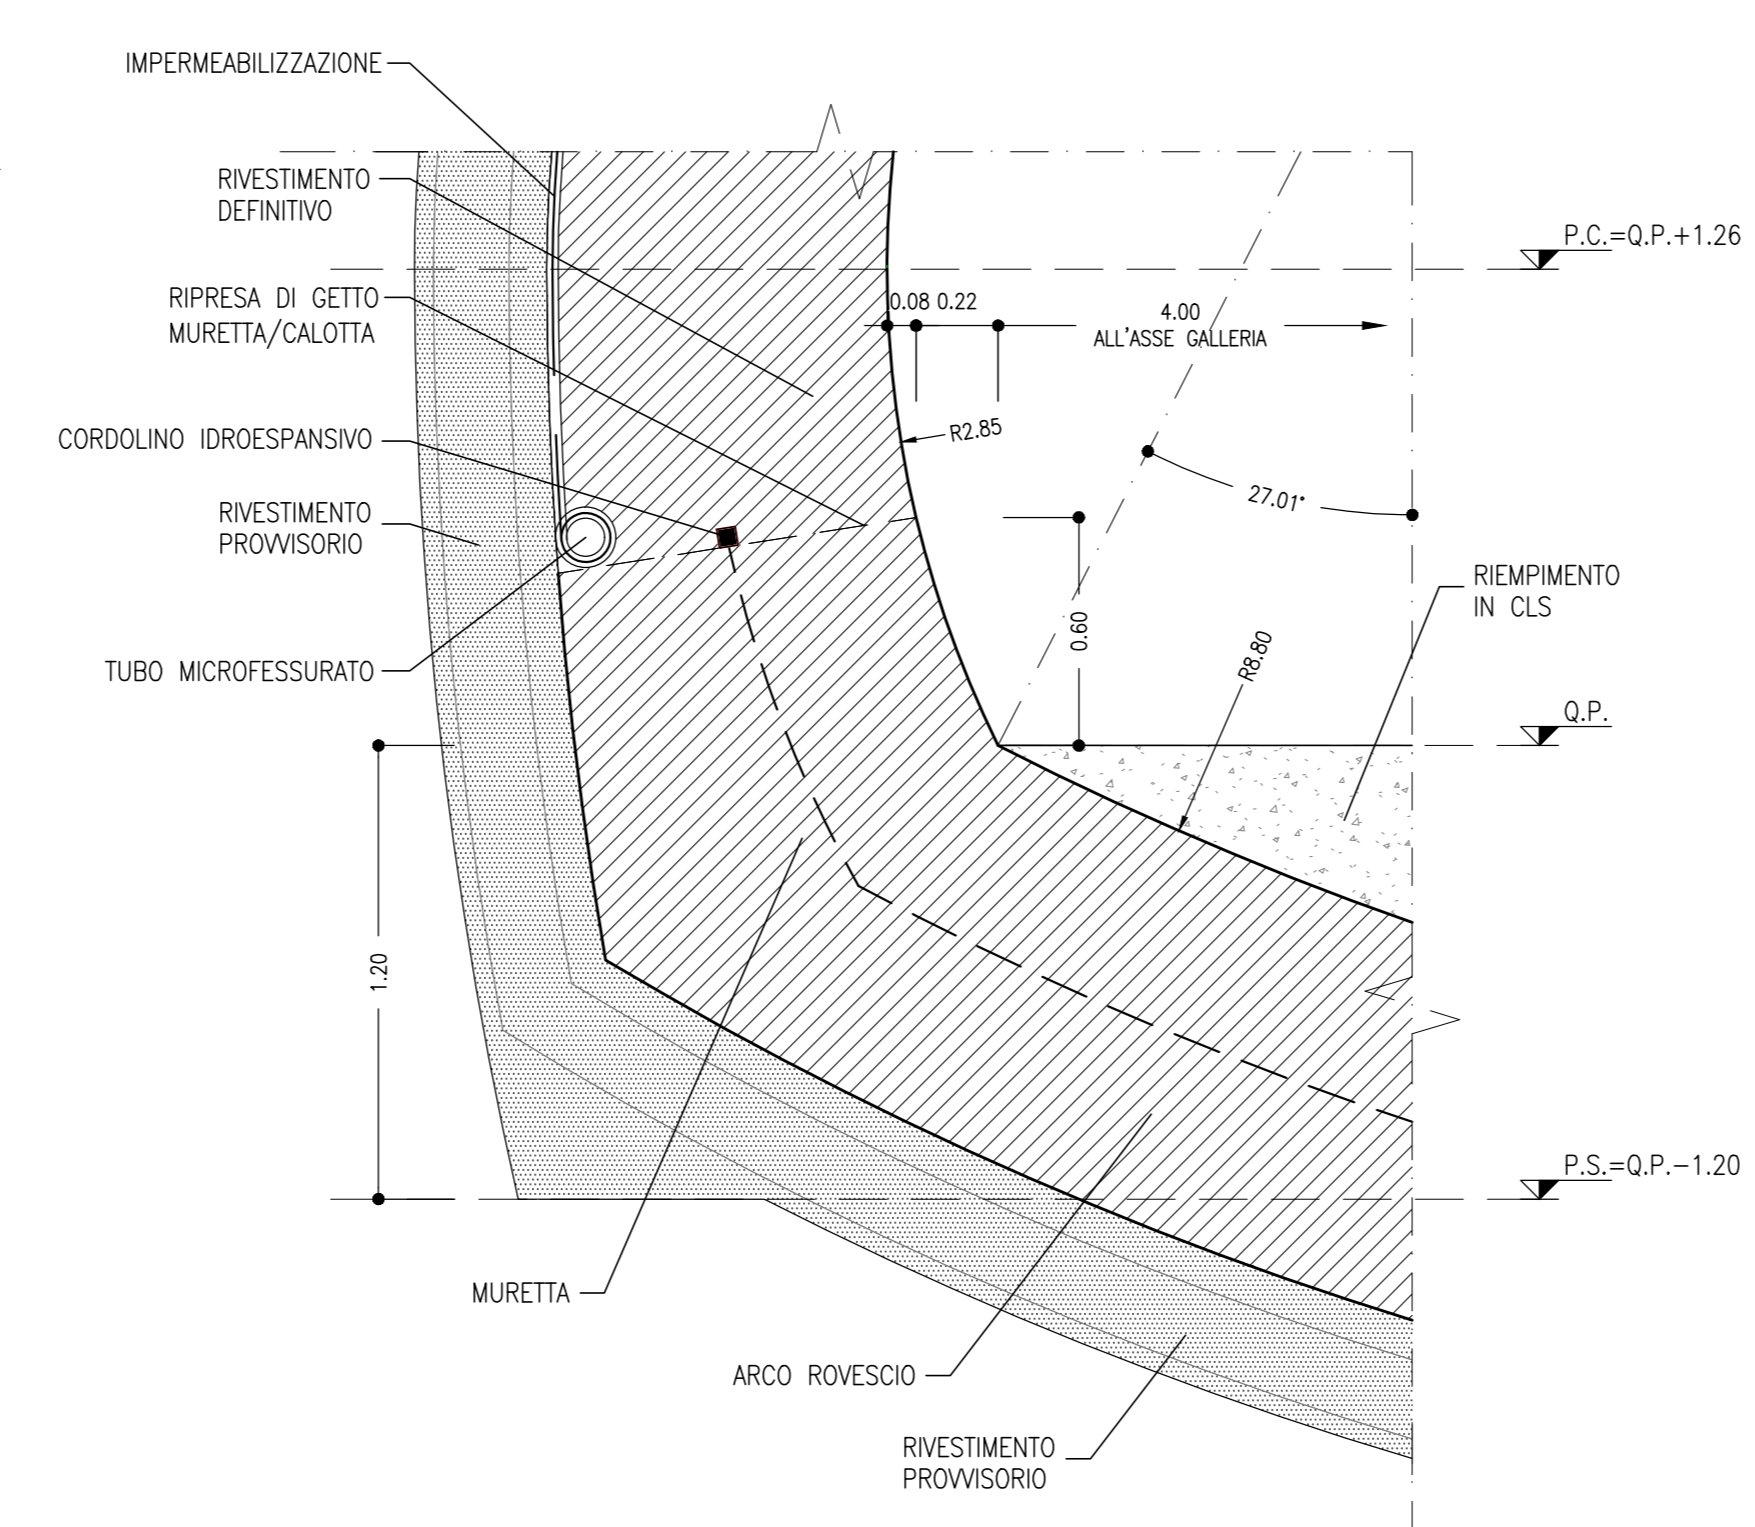 IMPERMEABILIZZAZIONE
RIVESTIMENTO
DEFINITIVO
P.C.=Q.P.+1.26
RIPRESA DI GETTO
MURETTA/CALOTTA
0.08 0.22
4.00
ALL'ASSE GALLERIA
R2.85
CORDOLINO IDROESPANSIVO
27.01°
RIVESTIMENTO
PROVVISORIO
RIEMPIMENTO
IN CLS
0.60
R8.80
TUBO MICROFESSURATO
Q.P.
1.20
P.S.=Q.P.-1.20
MURETTA
ARCO ROVESCIO
RIVESTIMENTO
PROVVISORIO